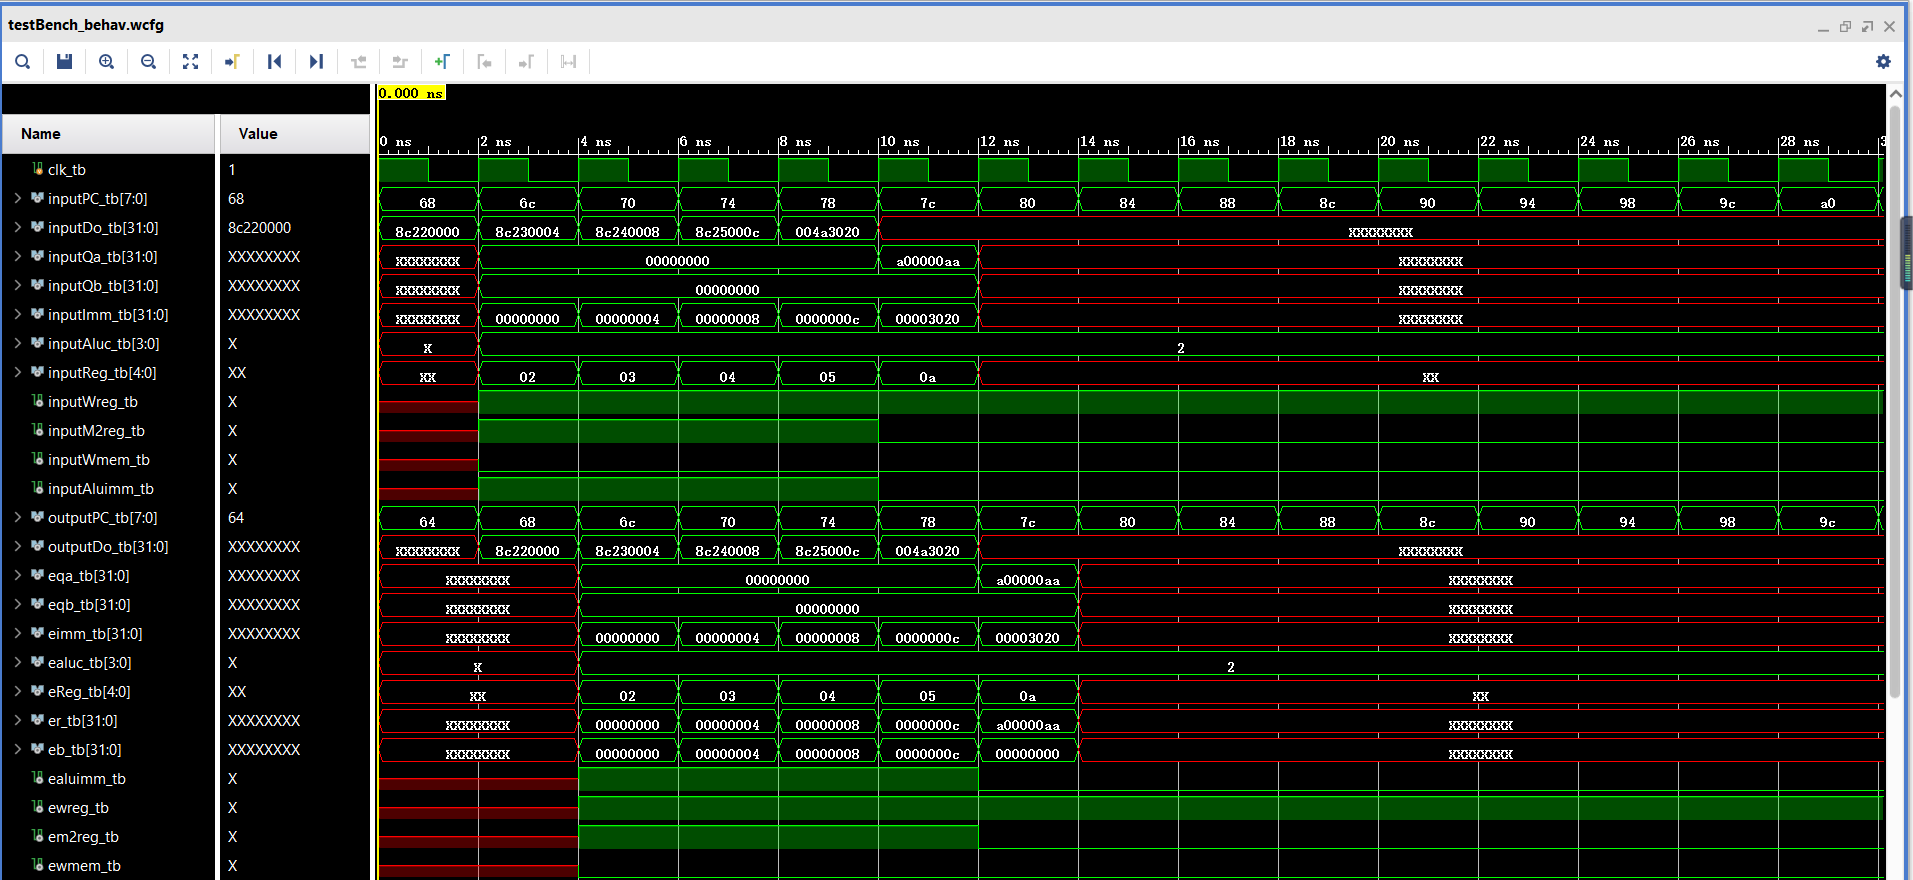 testBench_behav.wcfg
0.000 ns
Name Value
0 ns 2 ns 4 ns 6 ns 8 ns 10 ns 12 ns 14 ns 16 ns 18 ns 20 ns 22 ns 24 ns 26 ns 28 ns 3
clk_tb 1
inputPC_tb[7:0] 68 68 6c 70 74 78 7c 80 84 88 8c 90 94 98 9c a0
inputDo_tb[31:0] 8c220000 8c220000 8c230004 8c240008 8c25000c 004a3020 XXXXXXXX
inputQa_tb[31:0] XXXXXXXX XXXXXXXX 00000000 a00000aa XXXXXXXX
inputQb_tb[31:0] XXXXXXXX XXXXXXXX 00000000 XXXXXXXX
inputImm_tb[31:0] XXXXXXXX XXXXXXXX 00000000 00000004 00000008 0000000c 00003020 XXXXXXXX
inputAluc_tb[3:0] X X 2
inputReg_tb[4:0] XX XX 02 03 04 05 0a XX
inputWreg_tb X
inputM2reg_tb X
inputWmem_tb X
inputAluimm_tb X
outputPC_tb[7:0] 64 64 68 6c 70 74 78 7c 80 84 88 8c 90 94 98 9c
outputDo_tb[31:0] XXXXXXXX XXXXXXXX 8c220000 8c230004 8c240008 8c25000c 004a3020 XXXXXXXX
eqa_tb[31:0] XXXXXXXX XXXXXXXX 00000000 a00000aa XXXXXXXX
eqb_tb[31:0] XXXXXXXX XXXXXXXX 00000000 XXXXXXXX
eimm_tb[31:0] XXXXXXXX XXXXXXXX 00000000 00000004 00000008 0000000c 00003020 XXXXXXXX
ealuc_tb[3:0] X X 2
eReg_tb[4:0] XX XX 02 03 04 05 0a XX
er_tb[31:0] XXXXXXXX XXXXXXXX 00000000 00000004 00000008 0000000c a00000aa XXXXXXXX
eb_tb[31:0] XXXXXXXX XXXXXXXX 00000000 00000004 00000008 0000000c 00000000 XXXXXXXX
ealuimm_tb X
ewreg_tb X
em2reg_tb X
ewmem_tb X